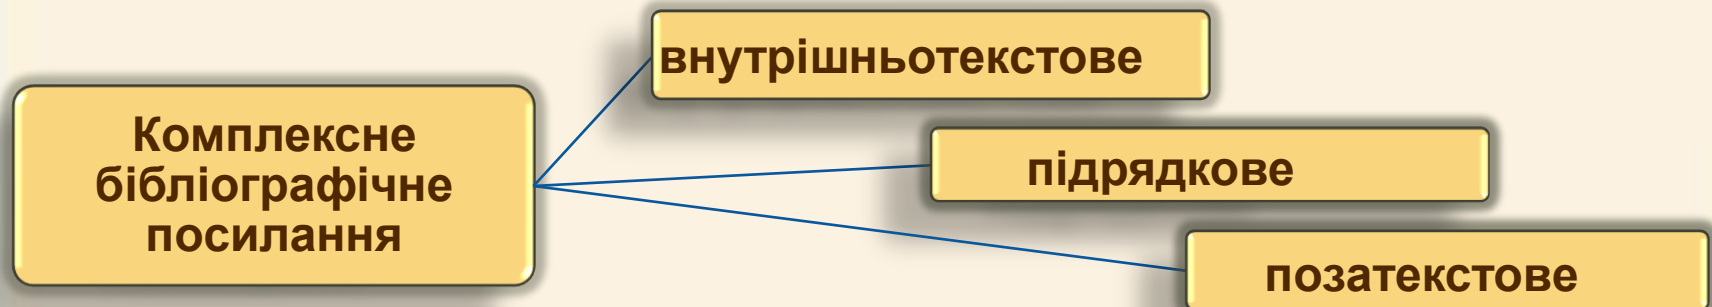 внутрішньотекстове
Комплексне
бібліографічне
посилання
підрядкове
позатекстове